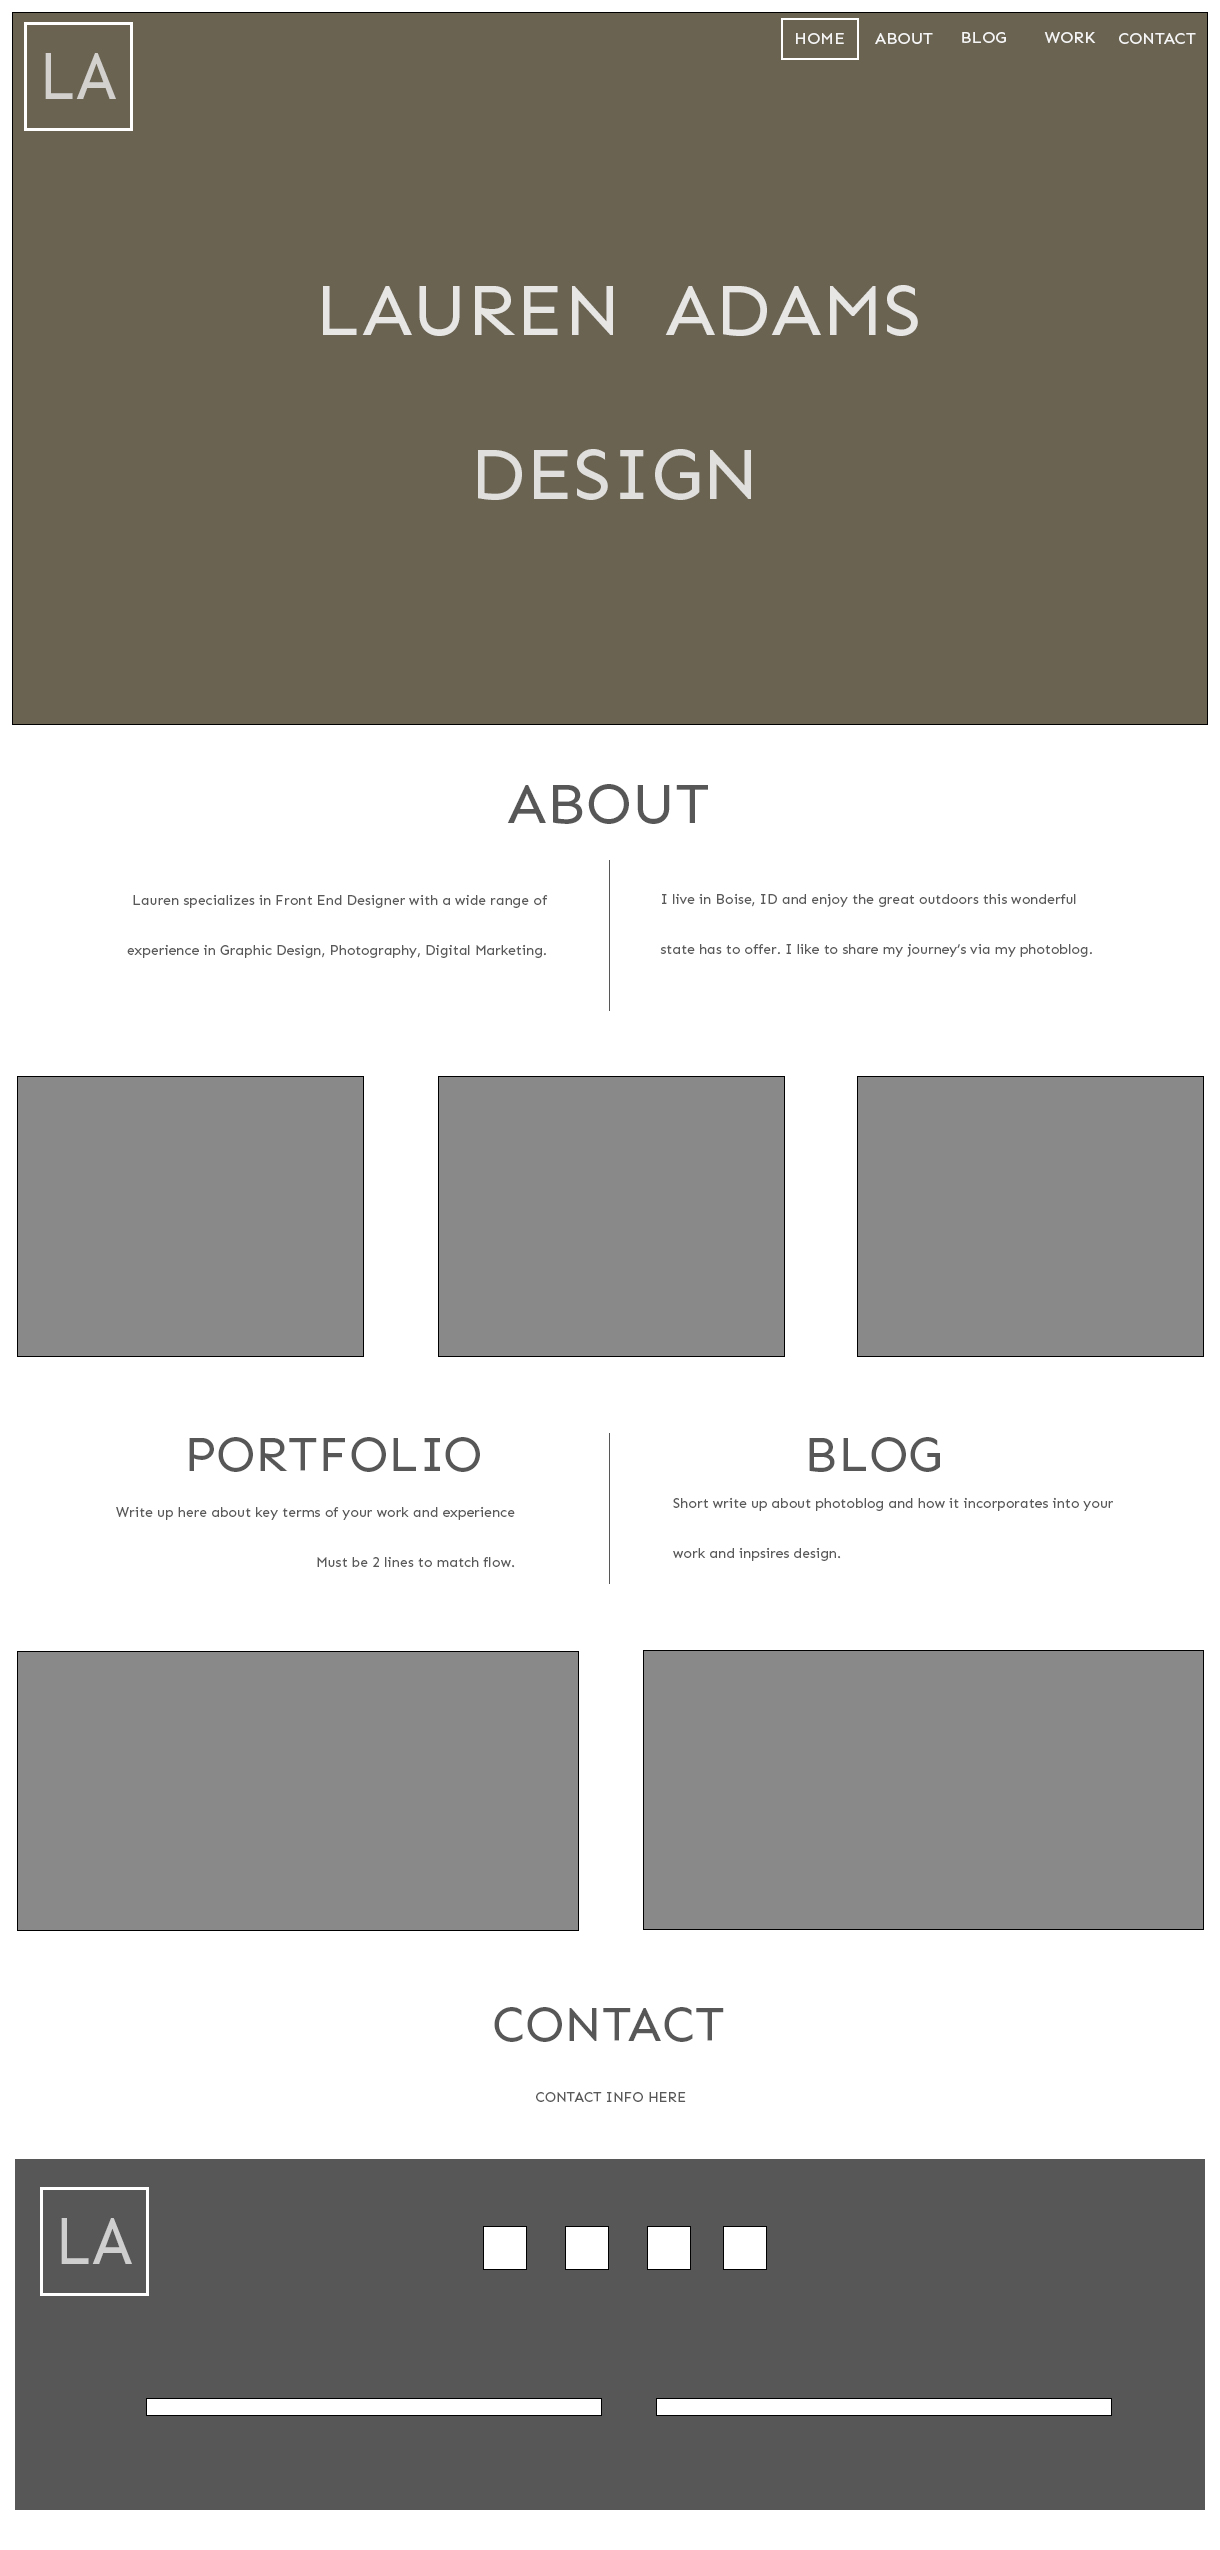 LA
HOME ABOUT BLOG WORK CONTACT
LAUREN ADAMS
DESIGN
ABOUT
Lauren specializes in Front End Designer with a wide range of
experience in Graphic Design, Photography, Digital Marketing.
I live in Boise, ID and enjoy the great outdoors this wonderful
state has to offer. I like to share my journey’s via my photoblog.
PORTFOLIO
Write up here about key terms of your work and experience
Must be 2 lines to match flow.
BLOG
Short write up about photoblog and how it incorporates into your
work and inpsires design.
CONTACT
CONTACT INFO HERE
LA